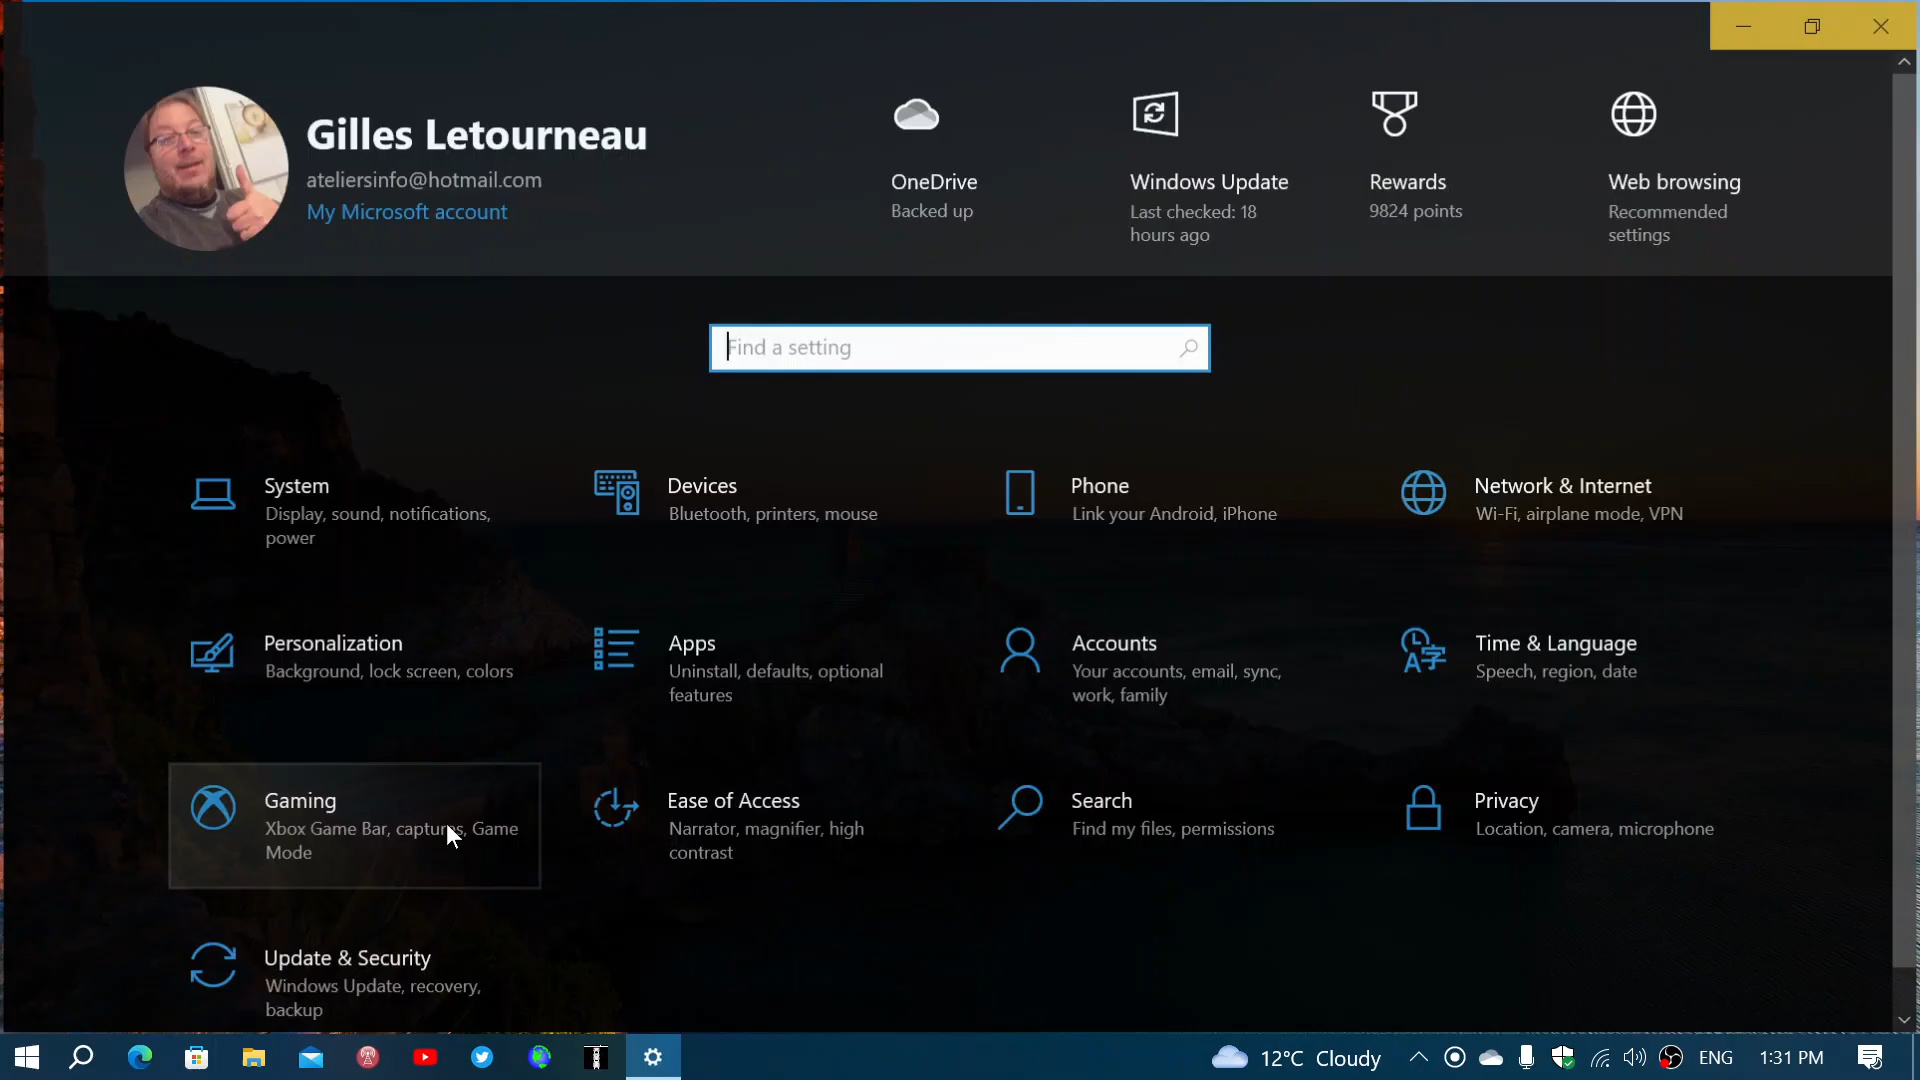 Gilles Letourneau
ateliersinfo@hotmail.com
My Microsoft account
OneDrive
Backed up
Windows Update
Last checked: 18
hours ago
Rewards
9824 points
Web browsing
Recommended
settings
Find a setting
System
Display, sound, notifications,
power
Devices
Bluetooth, printers, mouse
Phone
Link your Android, iPhone
Network & Internet
Wi-Fi, airplane mode, VPN
Personalization
Background, lock screen, colors
Apps
Uninstall, defaults, optional
features
Accounts
Your accounts, email, sync,
work, family
Time & Language
Speech, region, date
Gaming
Xbox Game Bar, captures, Game
Mode
Ease of Access
Narrator, magnifier, high
contrast
Search
Find my files, permissions
Privacy
Location, camera, microphone
Update & Security
Windows Update, recovery,
backup
12°C Cloudy
ENG
1:31 PM